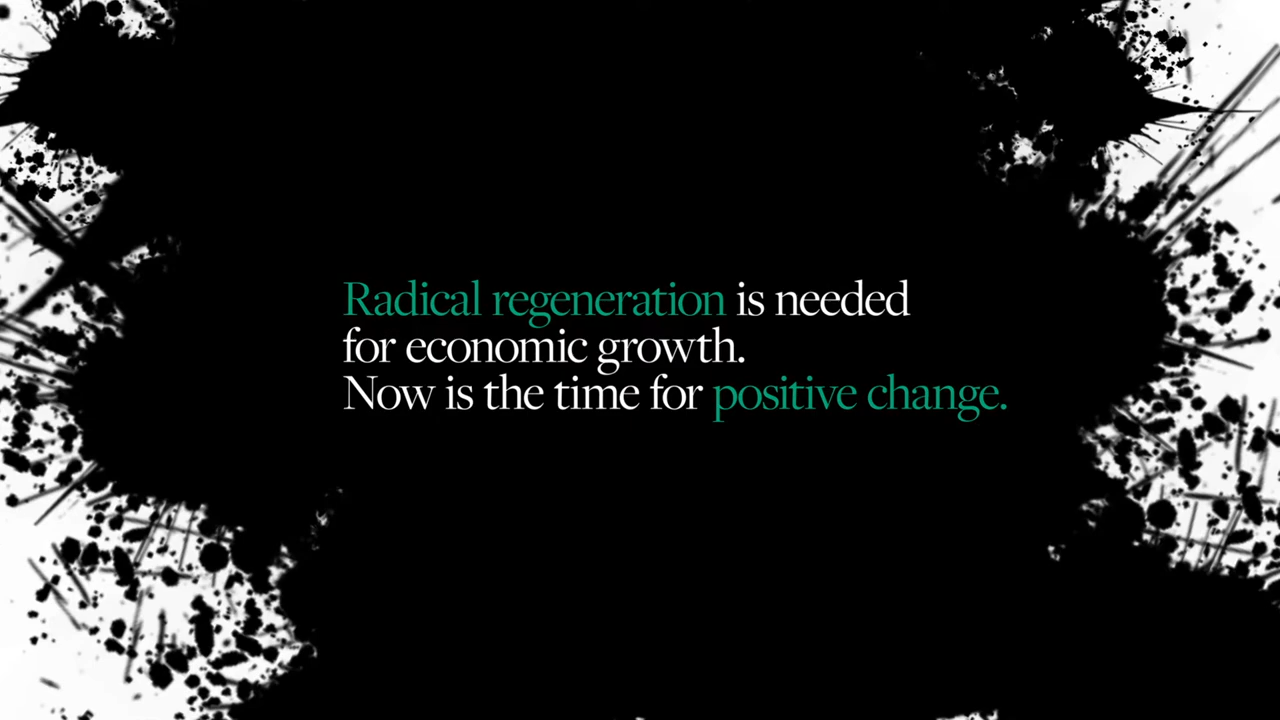 Radical regeneration is needed
for economic growth.
Now is the time for positive change.